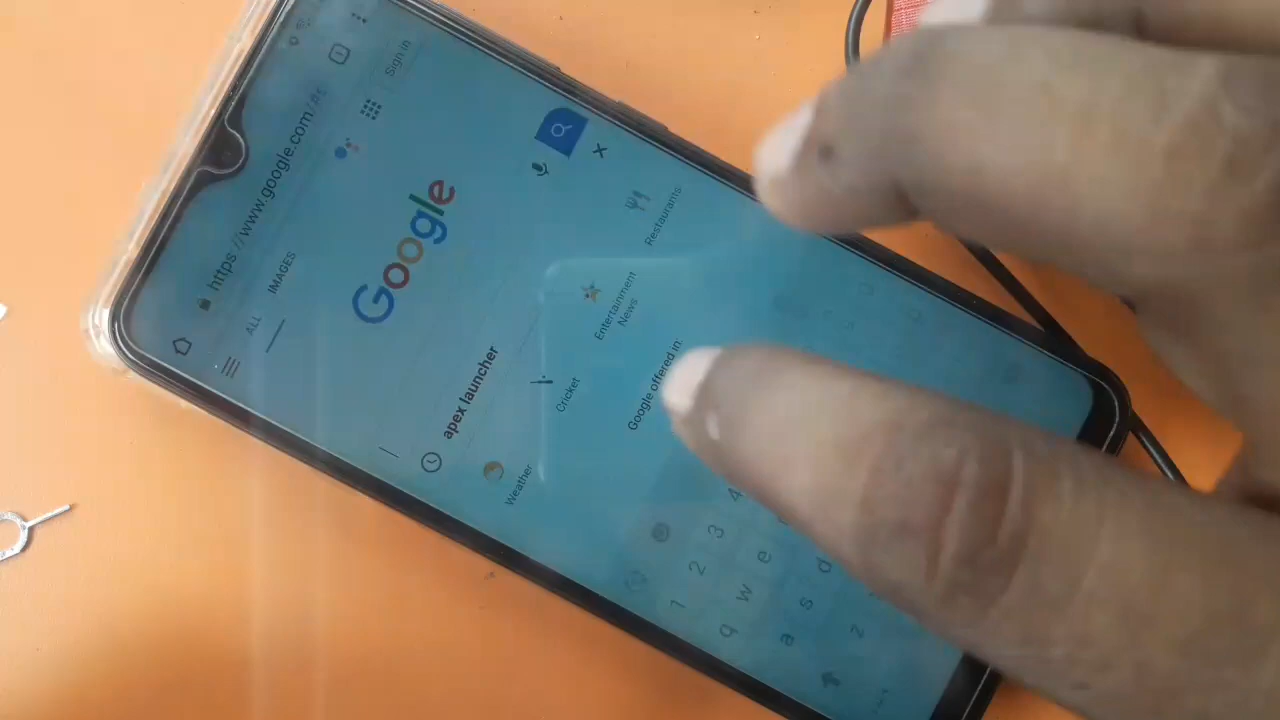 https://www.google.com/
Sign in
ALL
IMAGES
Google
apex launcher
Weather
Cricket
Entertainment
News
Restaurants
Google offered in:
1 2 3 4
q w e
a s d
z